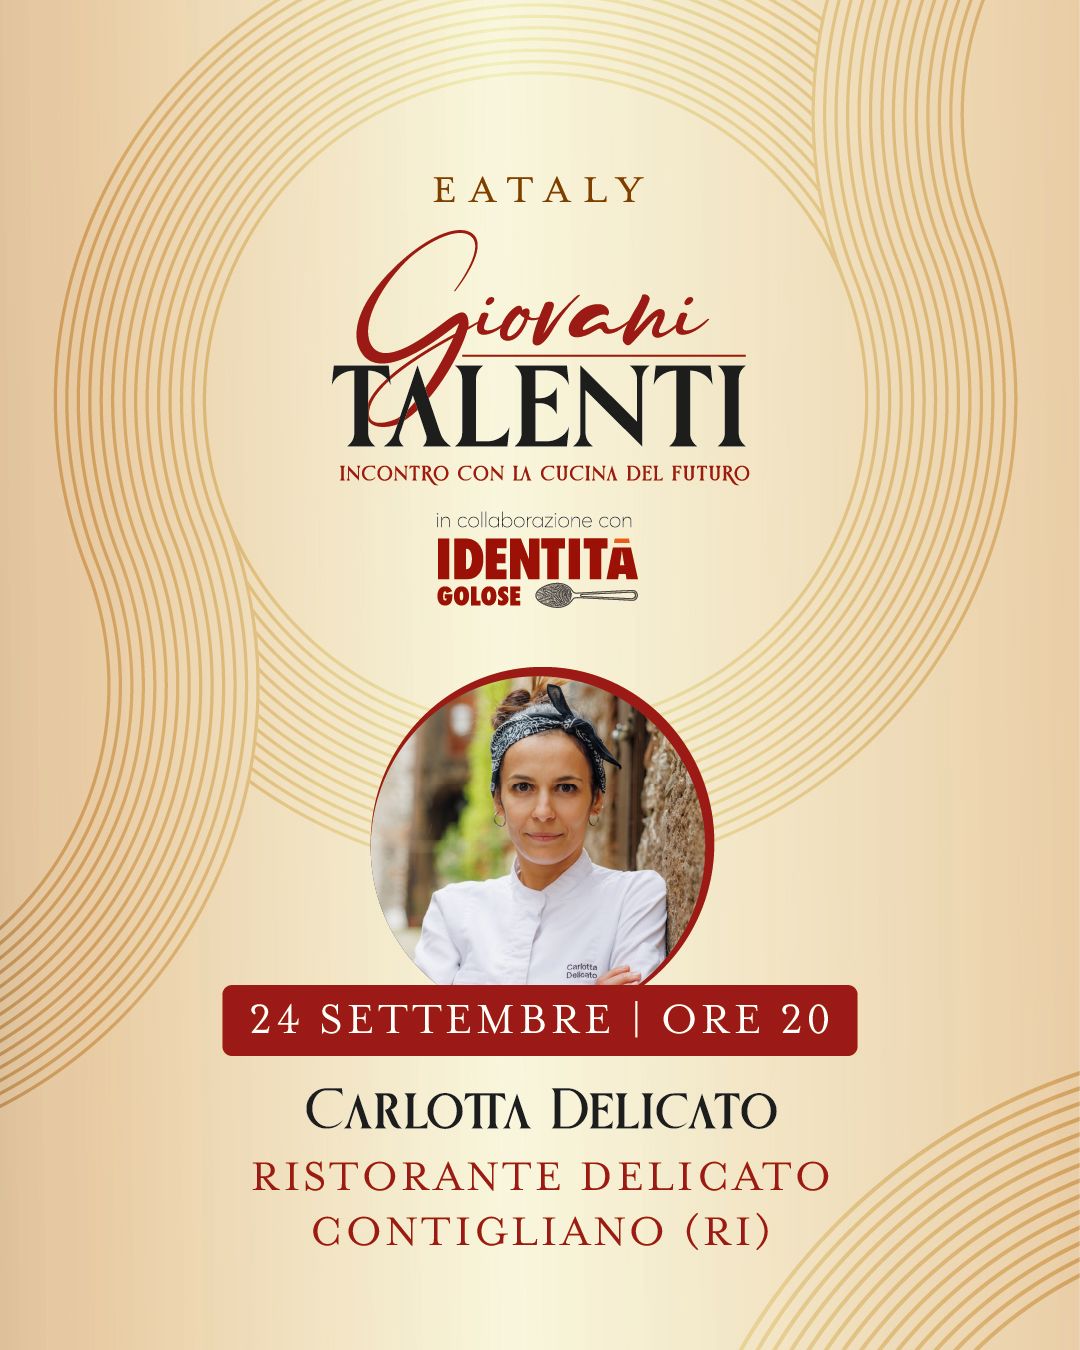 EATALY
Giovani
TALENTI
INCONTRO CON LA CUCINA DEL FUTURO
in collaborazione con
IDENTITÀ
GOLOSE
Carlotta
Delicato
24 SETTEMBRE | ORE 20
CARLOTTA DELICATO
RISTORANTE DELICATO
CONTIGLIANO (RI)